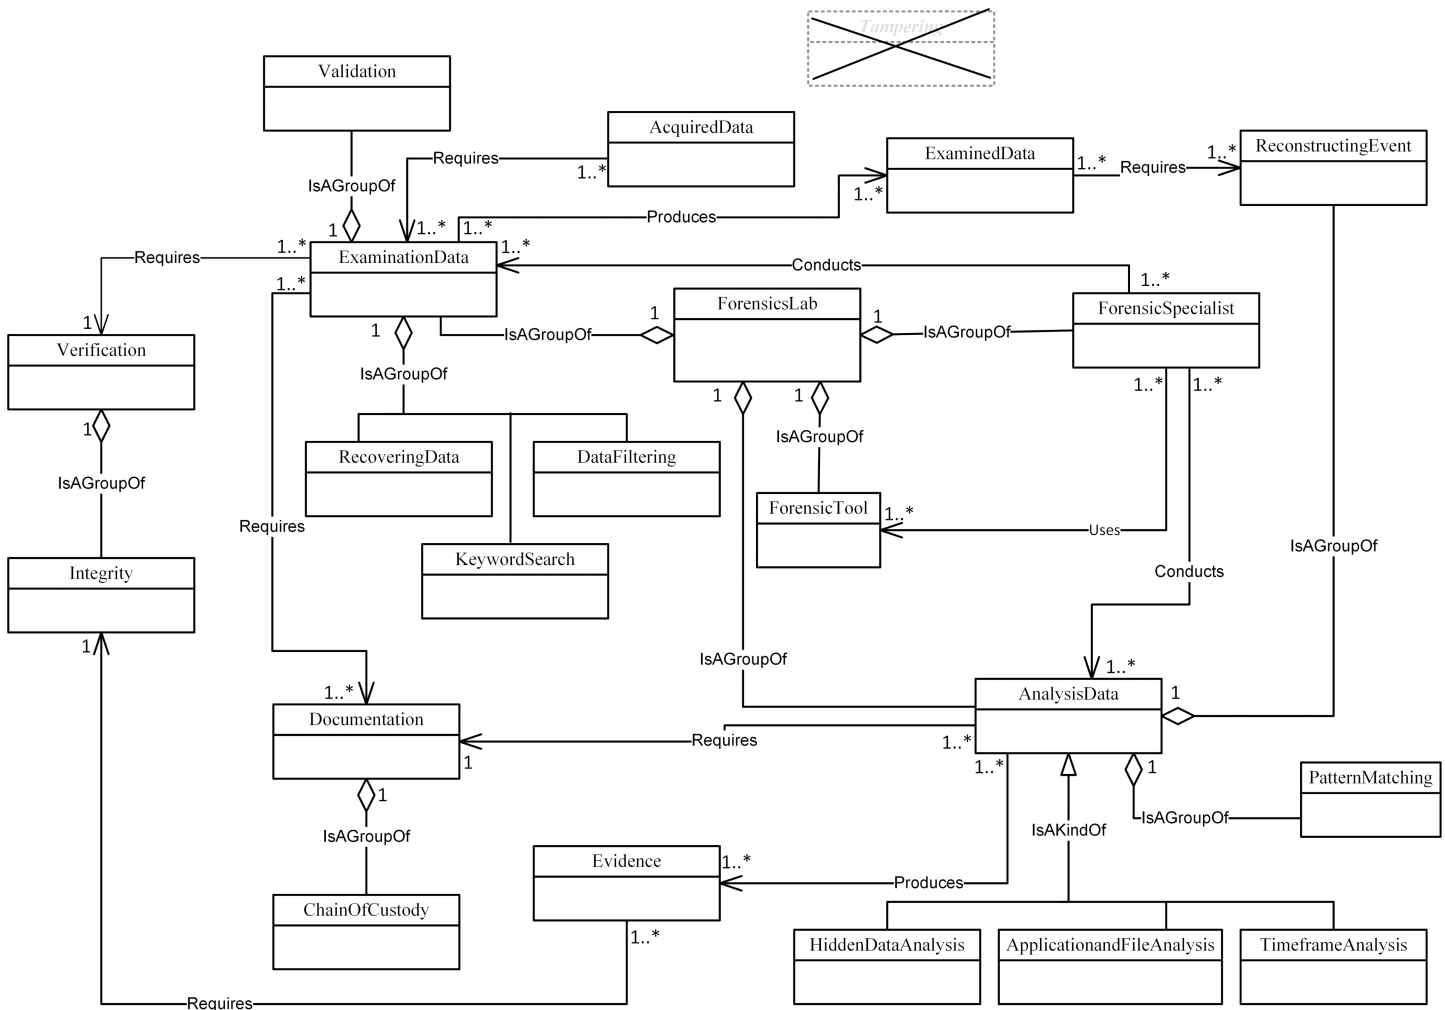 Tampering
Validation
AcquiredData
Requires
1..*
ExaminedData
1..*
Requires
1..*
ReconstructingEvent
IsAGroupOf
1
1..*
1..*
Produces
1..*
Requires
1..*
ExaminationData
1..*
Conducts
1..*
1..*
ForensicsLab
ForensicSpecialist
1
Verification
1
IsAGroupOf
1
1
IsAGroupOf
IsAGroupOf
1
1
1..*
1..*
1
IsAGroupOf
RecoveringData
DataFiltering
IsAGroupOf
ForensicTool
1..*
Uses
Requires
IsAGroupOf
KeywordSearch
Integrity
Conducts
1
IsAGroupOf
1..*
1..*
AnalysisData
1
Documentation
Requires
1..*
1
1..*
1
PatternMatching
1
IsAGroupOf
IsAKindOf
IsAGroupOf
Evidence
1..*
Produces
ChainOfCustody
1..*
HiddenDataAnalysis
ApplicationandFileAnalysis
TimeframeAnalysis
Requires